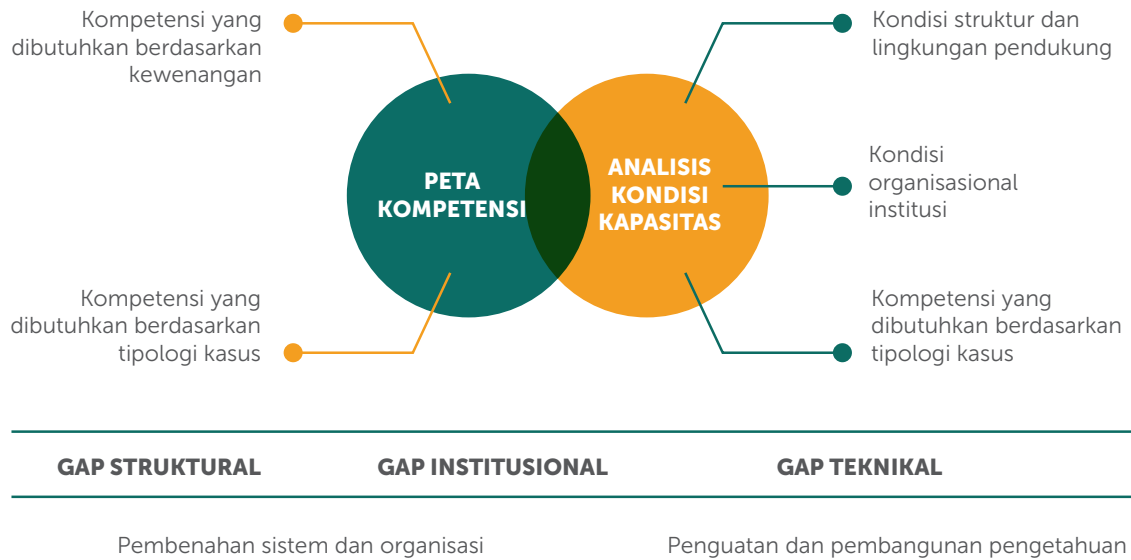 Kompetensi yang
dibutuhkan berdasarkan
kewenangan
Kondisi struktur dan
lingkungan pendukung
PETA
KOMPETENSI
ANALISIS
KONDISI
KAPASITAS
Kondisi
organisasional
institusi
Kompetensi yang
dibutuhkan berdasarkan
tipologi kasus
Kompetensi yang
dibutuhkan berdasarkan
tipologi kasus
GAP STRUKTURAL
GAP INSTITUSIONAL
GAP TEKNIKAL
Pembenahan sistem dan organisasi
Penguatan dan pembangunan pengetahuan